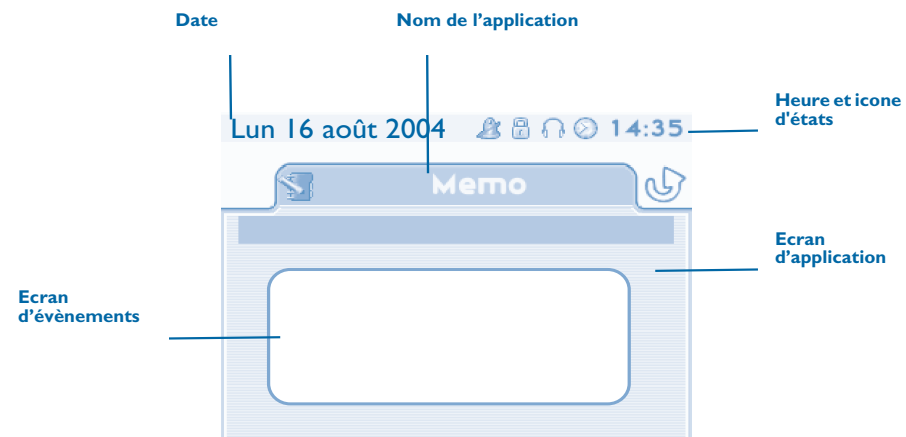 Date
Nom de l'application
Heure et icone
d'états
Lun 16 août 2004
14:35
Memo
Ecran
d'application
Ecran
d'évènements